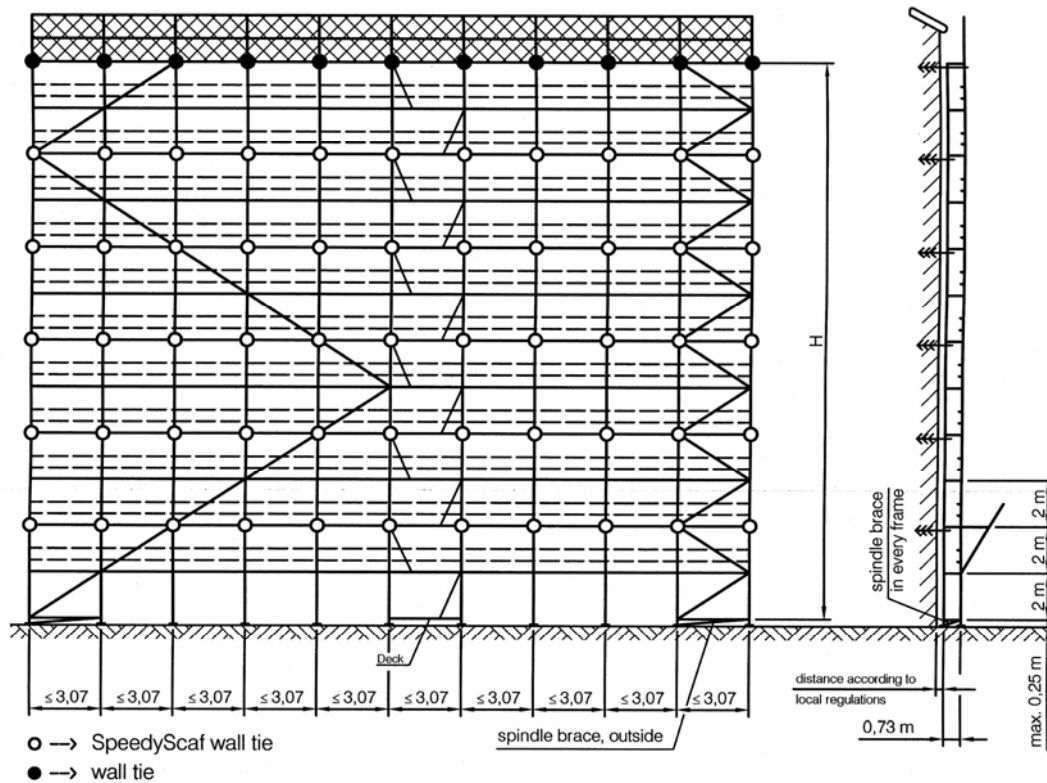 H
spindle brace
in every frame
2 m
2 m
2 m
max. 0,25 m
Deck
≤ 3,07
≤ 3,07
≤ 3,07
≤ 3,07
≤ 3,07
≤ 3,07
≤ 3,07
≤ 3,07
≤ 3,07
≤ 3,07
distance according to
local regulations
0,73 m
spindle brace, outside
SpeedyScaf wall tie
wall tie